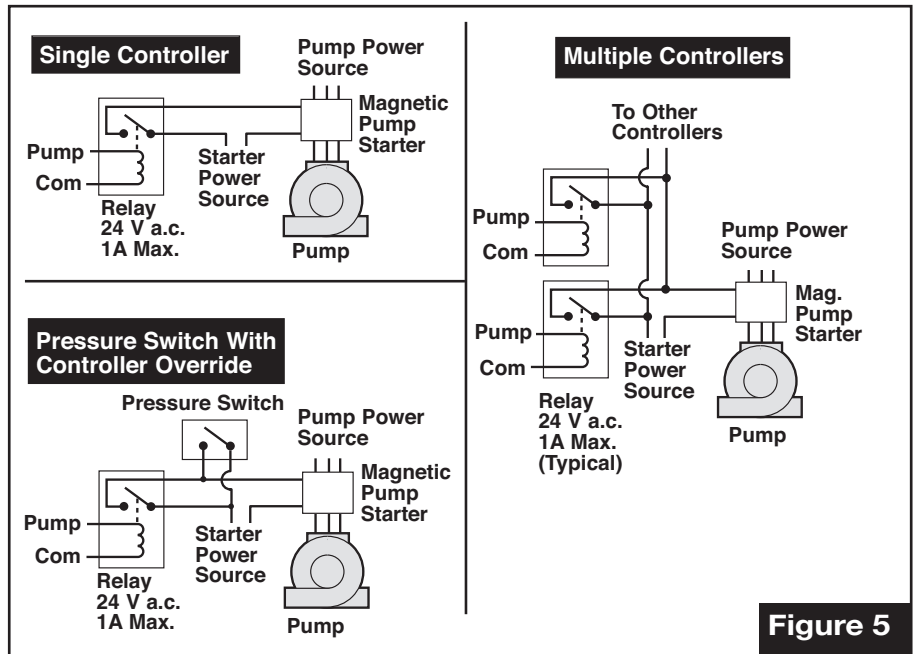 Single Controller
Pump Power
Source
Magnetic
Pump
Starter
Pump
Com
Starter
Power
Source
Relay
24 V a.c.
1A Max.
Pump
Pressure Switch With
Controller Override
Pressure Switch
Pump Power
Source
Magnetic
Pump
Starter
Pump
Com
Starter
Power
Source
Relay
24 V a.c.
1A Max.
Pump
Multiple Controllers
To Other
Controllers
Pump
Com
Pump Power
Source
Mag.
Pump
Starter
Pump
Com
Starter
Power
Source
Relay
24 V a.c.
1A Max.
(Typical)
Pump
Figure 5